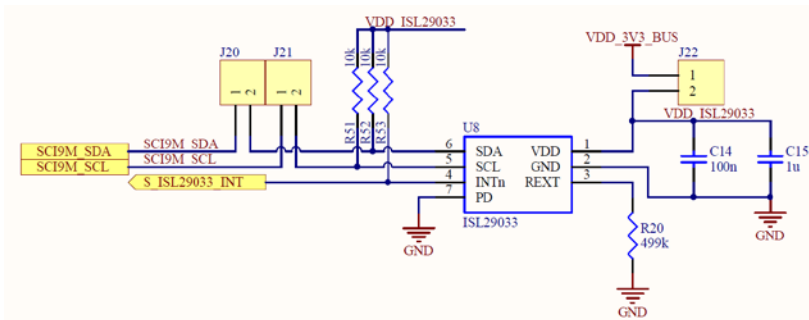 VDD_ISL29033
VDD_3V3_BUS
J20
J21
J22
10k
10k
10k
1
2
1
2
1
2
R51
R52
R53
VDD_ISL29033
U8
SCI9M_SDA
SCI9M_SDA
SCI9M_SCL
SCI9M_SCL
S_ISL29033_INT
6
5
4
7
SDA
SCL
INTn
PD
VDD
GND
REXT
1
2
3
ISL29033
C14
100n
C15
1u
R20
499k
GND
GND
GND